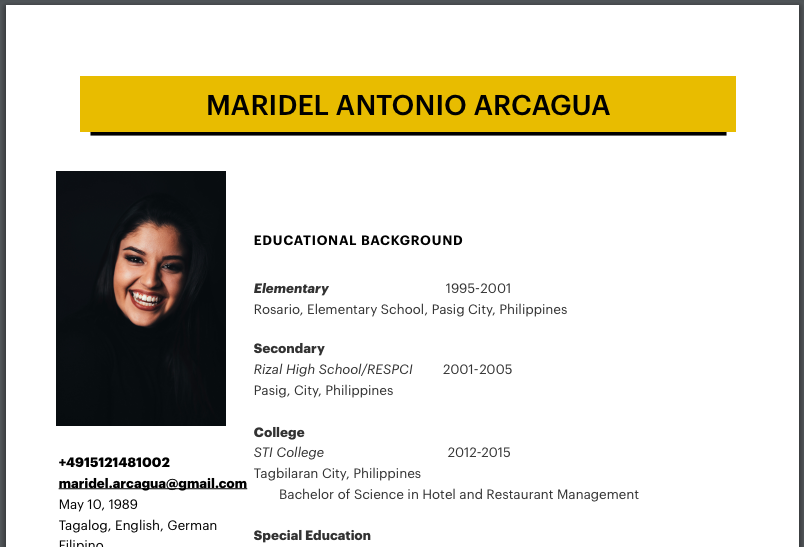 MARIDEL ANTONIO ARCAGUA
EDUCATIONAL BACKGROUND
Elementary 1995-2001
Rosario, Elementary School, Pasig City, Philippines
Secondary
Rizal High School/RESPCI 2001-2005
Pasig, City, Philippines
College
STI College 2012-2015
Tagbilaran City, Philippines
Bachelor of Science in Hotel and Restaurant Management
Special Education
+4915121481002
maridel.arcagua@gmail.com
May 10, 1989
Tagalog, English, German
Filipino